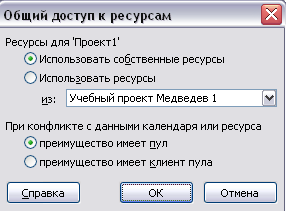 Общий доступ к ресурсам
Ресурсы для 'Проект1'
Использовать собственные ресурсы
Использовать ресурсы
из: Учебный проект Медведев 1
При конфликте с данными календаря или ресурса
преимущество имеет пул
преимущество имеет клиент пула
Справка ОК Отмена